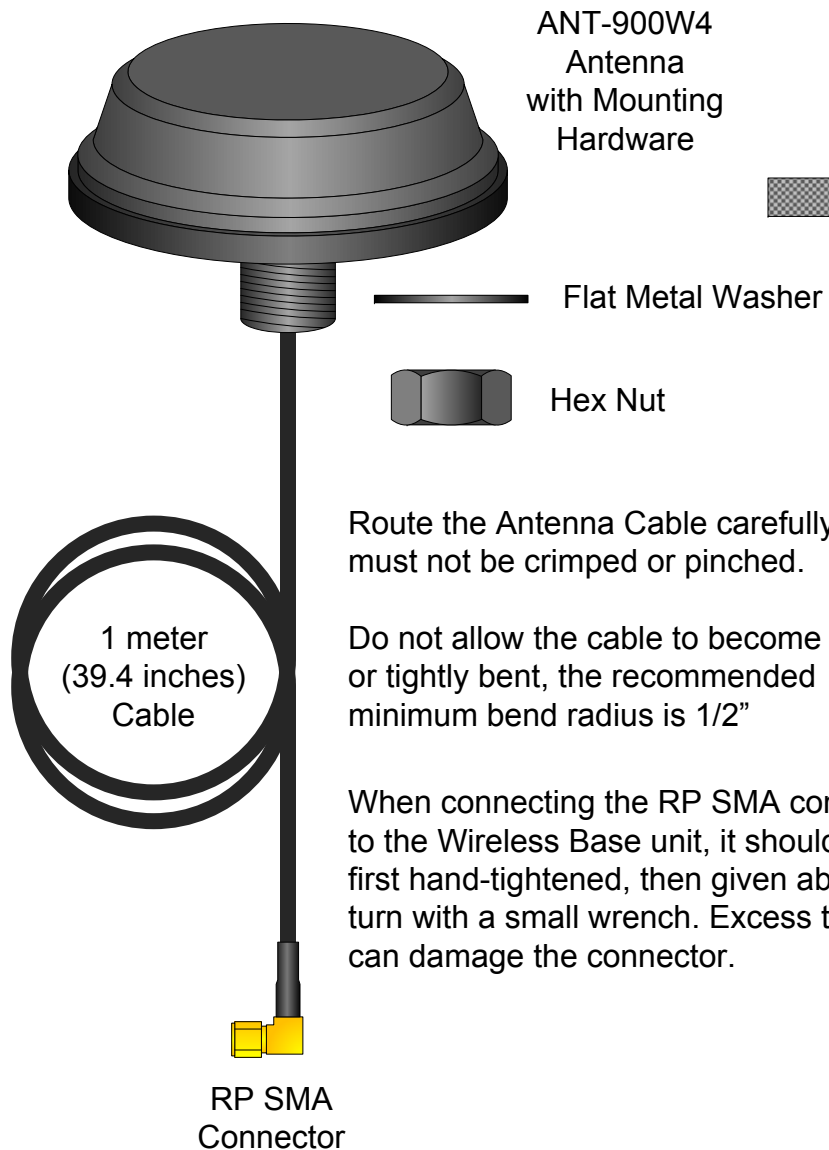 ANT-900W4
Antenna
with Mounting
Hardware
Flat Metal Washer
Hex Nut
Route the Antenna Cable carefully
must not be crimped or pinched.
Do not allow the cable to become
or tightly bent, the recommended
minimum bend radius is 1/2”
1 meter
(39.4 inches)
Cable
When connecting the RP SMA
to the Wireless Base unit, it should
first hand-tightened, then given
turn with a small wrench. Excess
can damage the connector.
RP SMA
Connector